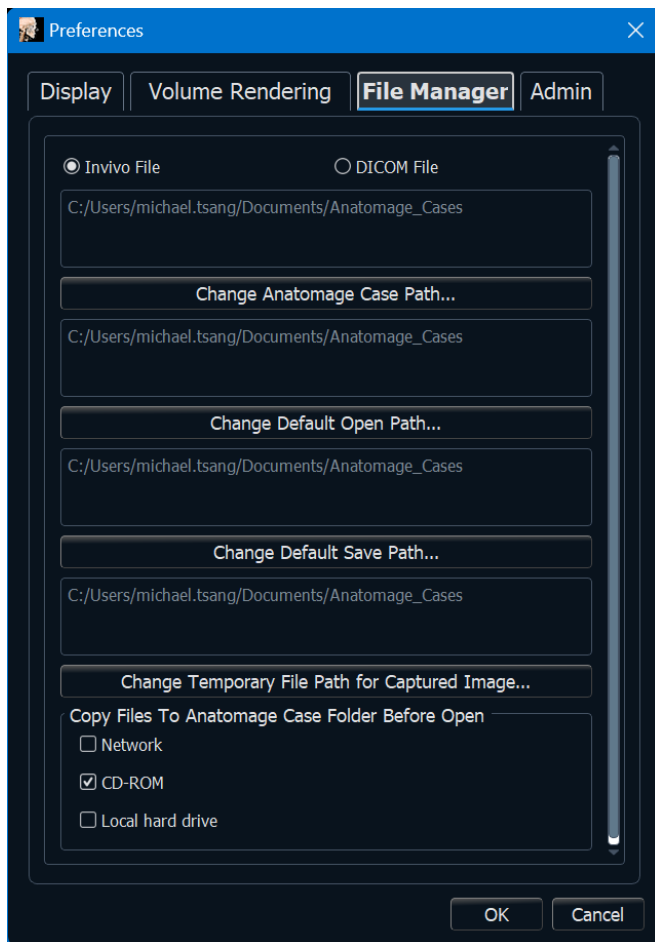 Preferences
Display Volume Rendering File Manager Admin
Invivo File DICOM File
C:/Users/michael.tsang/Documents/Anatomage_Cases
Change Anatomage Case Path...
C:/Users/michael.tsang/Documents/Anatomage_Cases
Change Default Open Path...
C:/Users/michael.tsang/Documents/Anatomage_Cases
Change Default Save Path...
C:/Users/michael.tsang/Documents/Anatomage_Cases
Change Temporary File Path for Captured Image...
Copy Files To Anatomage Case Folder Before Open
Network
CD-ROM
Local hard drive
OK Cancel